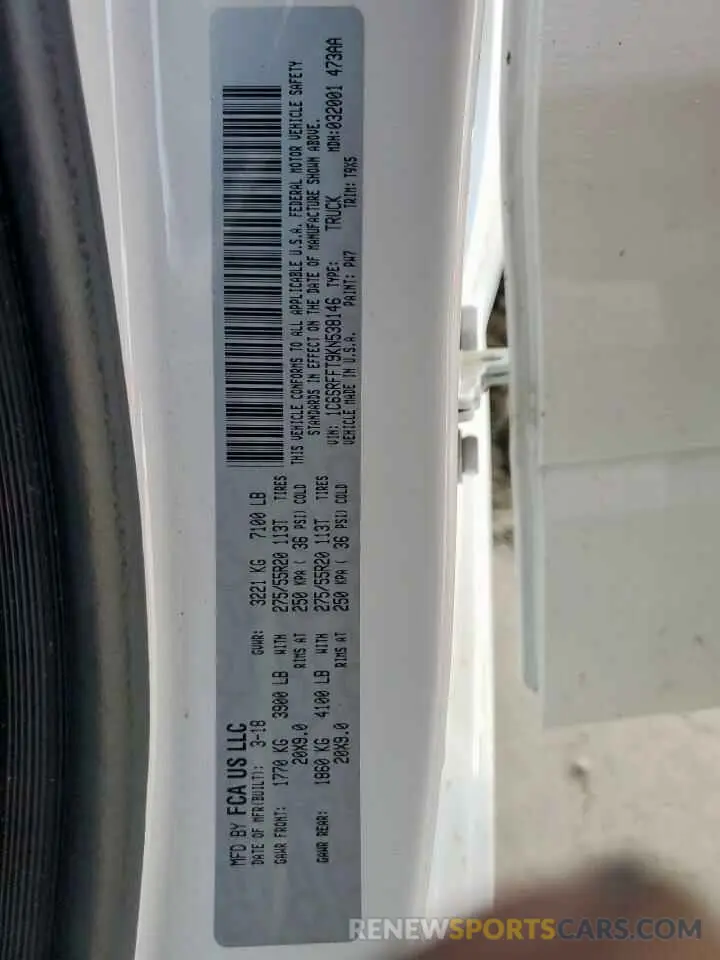 MFD BY FCA US LLC
DATE OF MFR(BUILT): 3-18 GVWR: 3221 KG 7100 LB
GAWR FRONT: 1770 KG 3900 LB WITH 275/55R20 113T TIRES
20X9.0 RIMS AT 250 KPA ( 36 PSI) COLD
GAWR REAR: 1860 KG 4100 LB WITH 275/55R20 113T TIRES
20X9.0 RIMS AT 250 KPA ( 36 PSI) COLD
THIS VEHICLE CONFORMS TO ALL APPLICABLE U.S.A. FEDERAL MOTOR VEHICLE SAFETY
STANDARDS IN EFFECT ON THE DATE OF MANUFACTURE SHOWN ABOVE.
VIN: 1C6SRFFT9KN538146 TYPE: TRUCK MDH:032001 473AA
VEHICLE MADE IN U.S.A. PAINT: PW7 TRIM: T9X5
RENEWSPORTSCARS.COM